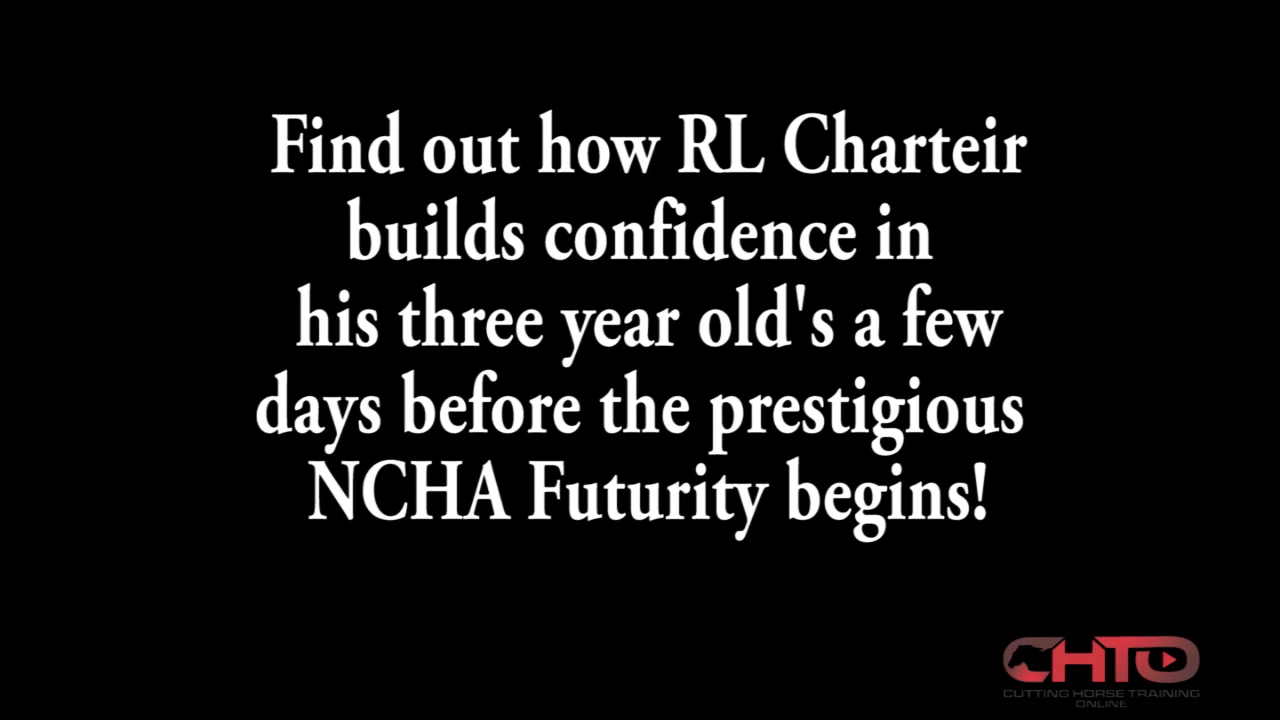 Find out how RL Charteir
builds confidence in
his three year old's a few
days before the prestigious
NCHA Futurity begins!
CHTO
CUTTING HORSE TRAINING
ONLINE